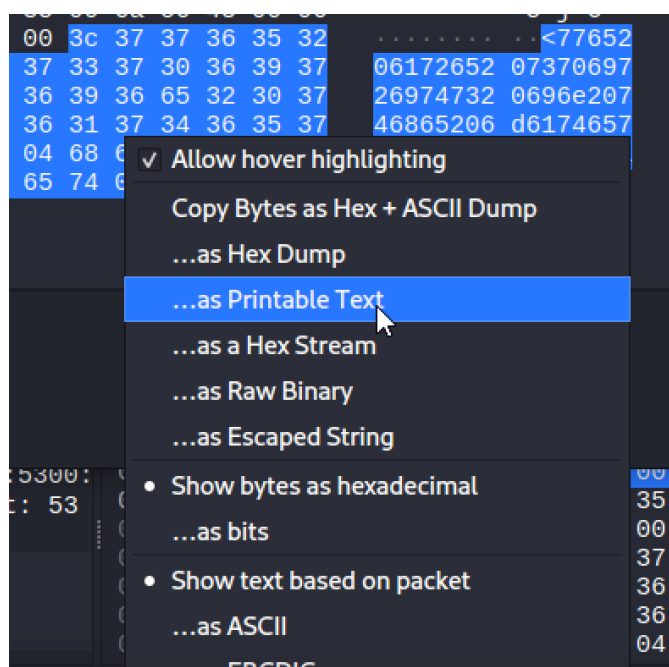 00 3c 37 37 36 35 32 ········ ··<77652
37 33 37 30 36 39 37 06172652 07370697
36 39 36 65 32 30 37 26974732 0696e207
36 31 37 34 36 35 37 46865206 d6174657
04 68
65 74
✓ Allow hover highlighting
Copy Bytes as Hex + ASCII Dump
...as Hex Dump
...as Printable Text
...as a Hex Stream
...as Raw Binary
...as Escaped String
:5300:
: 53
• Show bytes as hexadecimal
...as bits
• Show text based on packet
...as ASCII
00
35
00
37
36
36
04